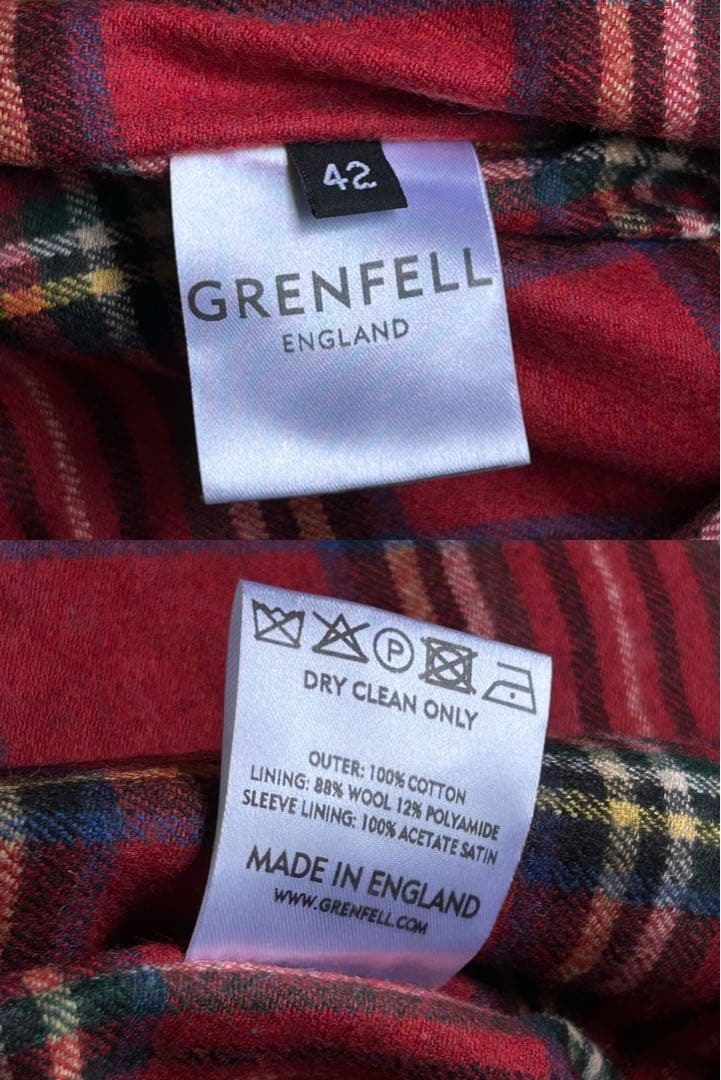 42
GRENFELL
ENGLAND
P
DRY CLEAN ONLY
OUTER: 100% COTTON
LINING: 88% WOOL 12% POLYAMIDE
SLEEVE LINING: 100% ACETATE SATIN
MADE IN ENGLAND
WWW.GRENFELL.COM